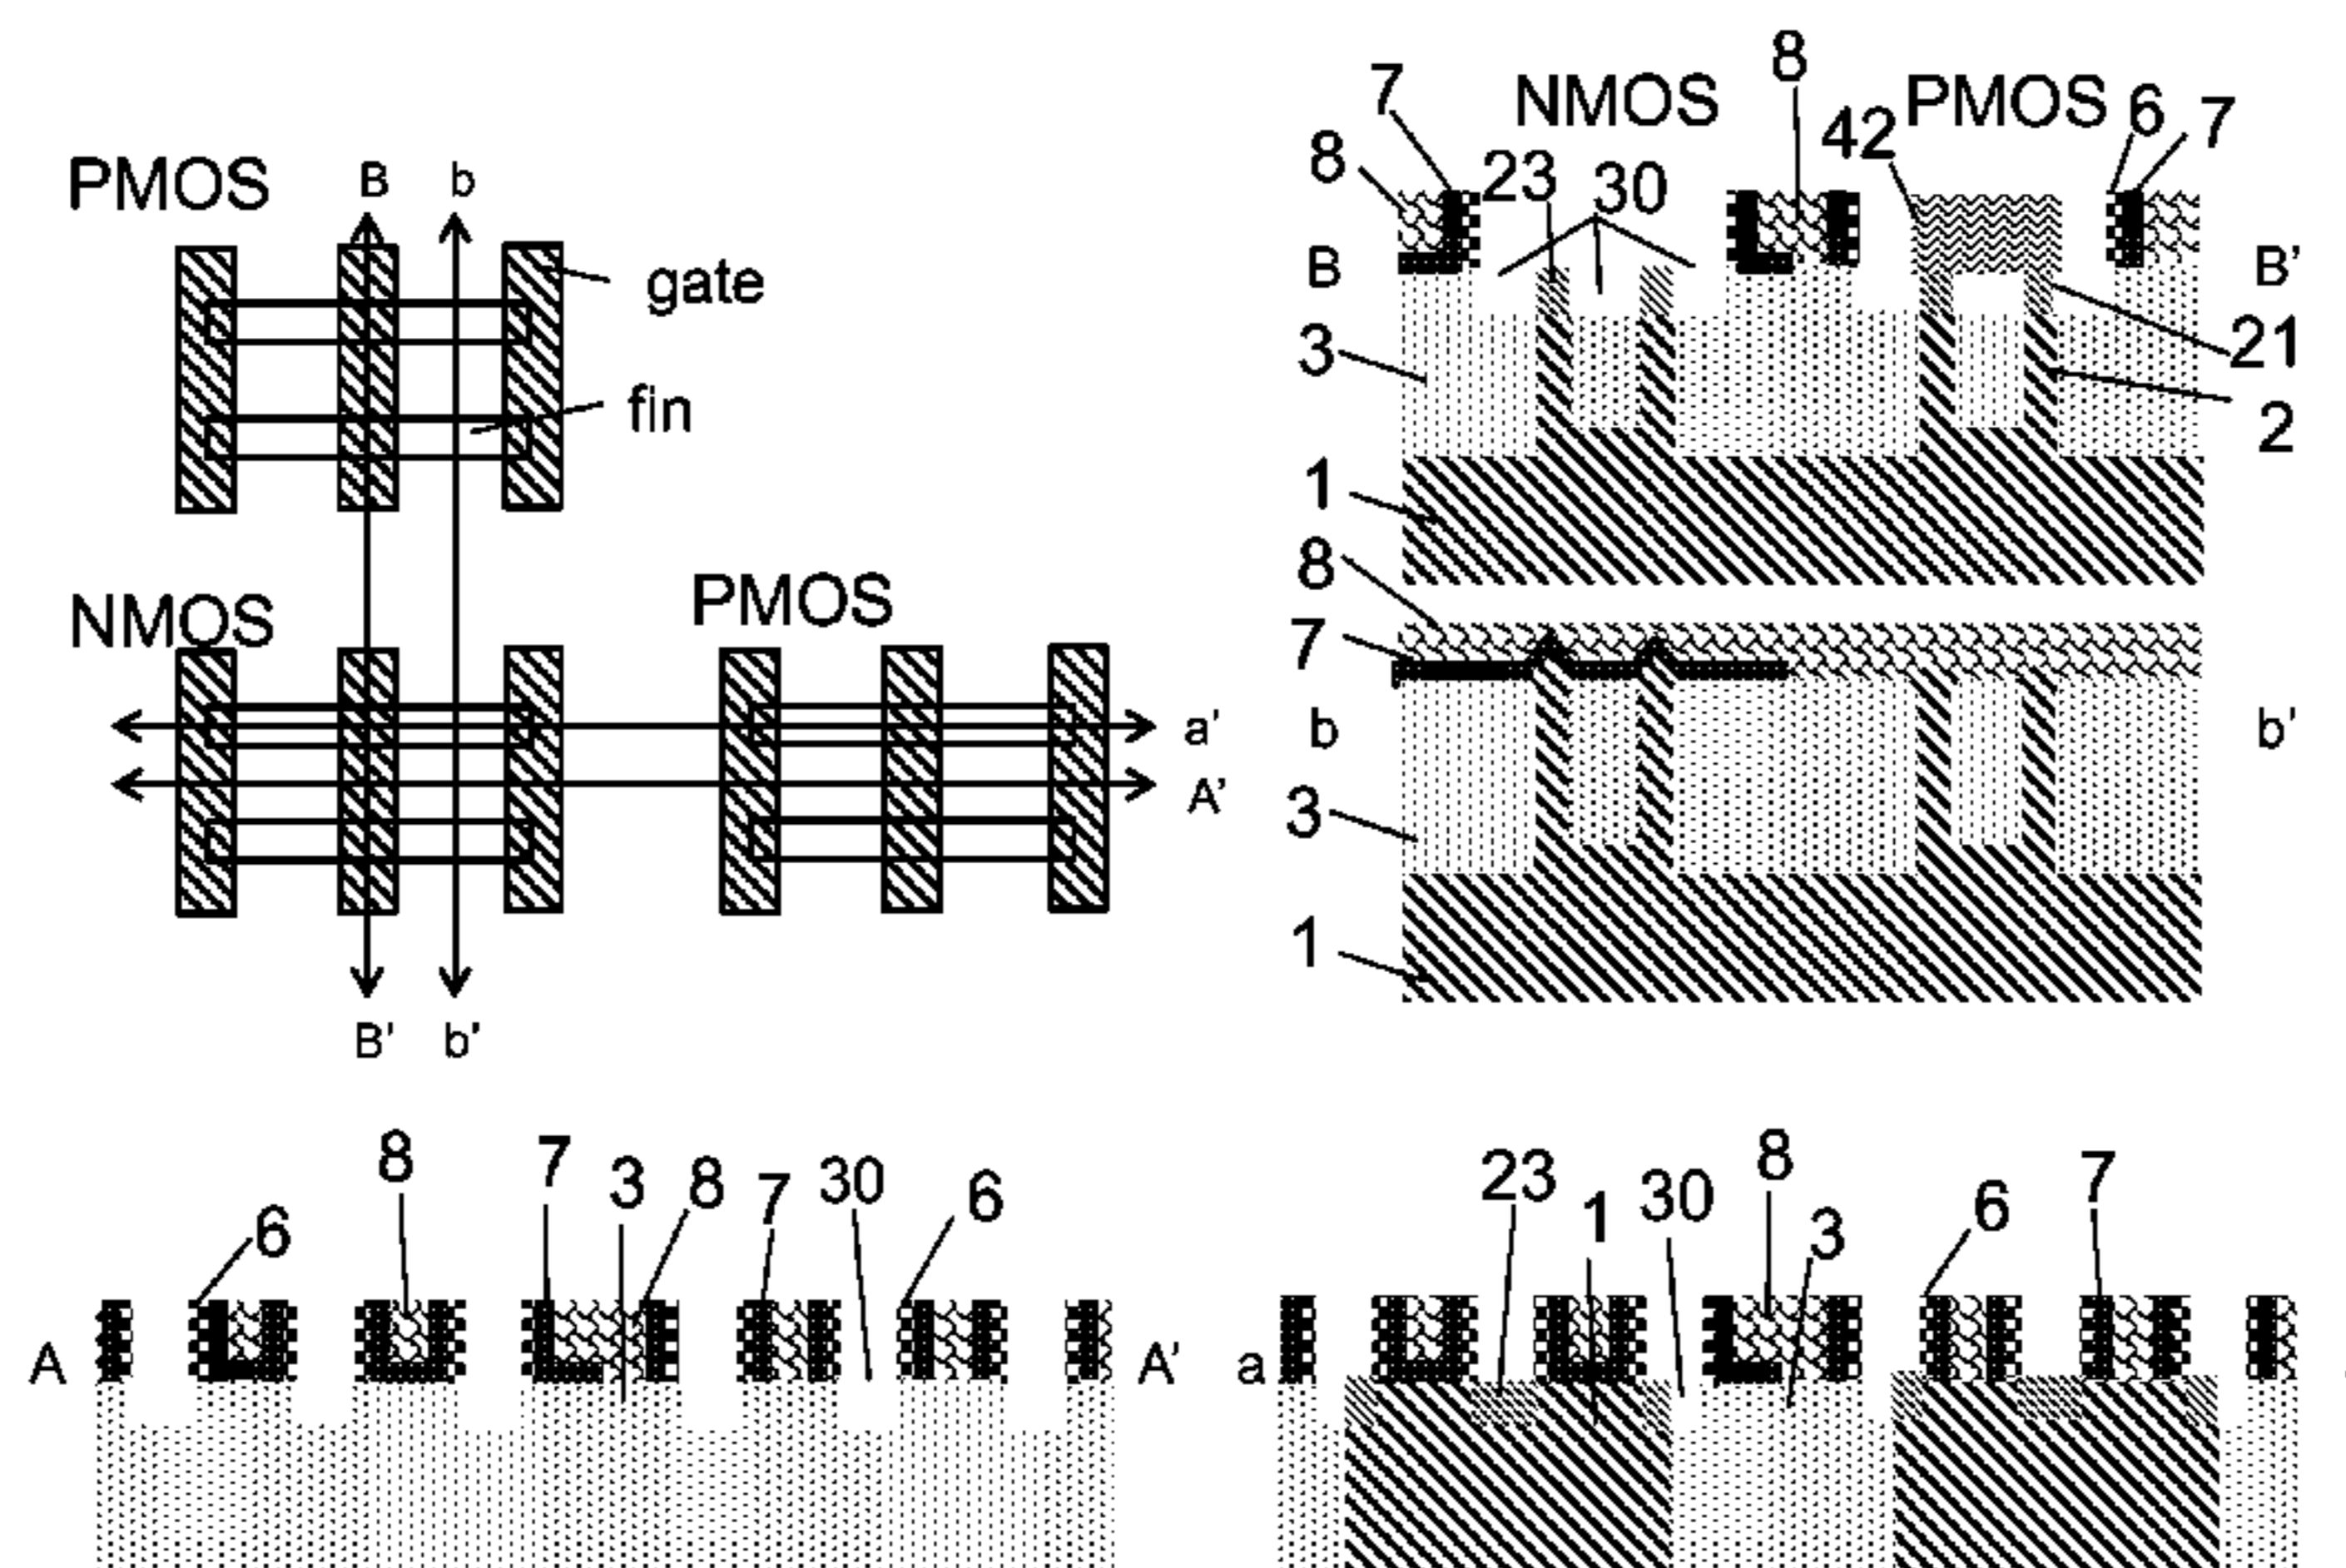 PMOS
B b
gate
fin
NMOS
PMOS
a'
A'
B' b'
7 NMOS 8 PMOS 6 7
8 23 30 42
B B'
3 21
2
1
8
7
b b'
3
1
8 7 3 8 7 30 6
6
A A'
23 1 30 8 3 6 7
a